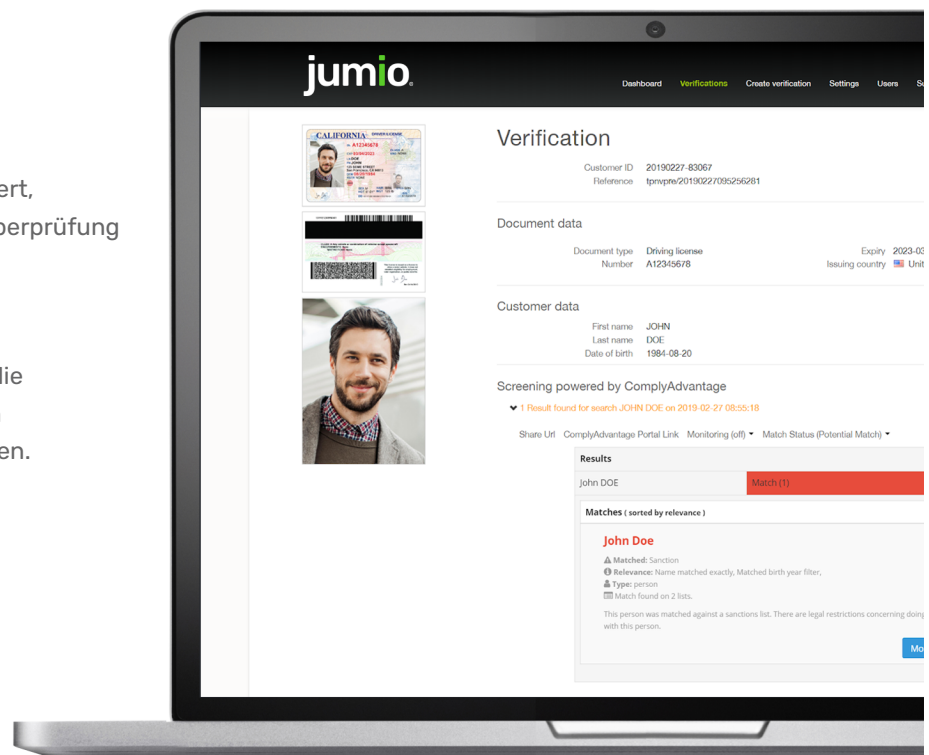 ert,
berprüfung
lie
en.
jumio
Dashboard Verifications Create verification Settings Users
CALIFORNIA DRIVER LICENSE
A12345678
Verification
Customer ID 20190227-83067
Reference tpnvpre/20190227095256281
Document data
Document type Driving license Expiry 2023-03
Number A12345678 Issuing country Unit
Customer data
First name JOHN
Last name DOE
Date of birth 1984-08-20
Screening powered by ComplyAdvantage
1 Result found for search JOHN DOE on 2019-02-27 08:55:18
Share Url ComplyAdvantage Portal Link Monitoring (off) Match Status (Potential Match)
Results
John DOE Match (1)
Matches ( sorted by relevance )
John Doe
Matched: Sanction
Relevance: Name matched exactly, Matched birth year filter,
Type: person
Match found on 2 lists.
This person was matched against a sanctions list. There are legal restrictions concerning doing
with this person.
Mo